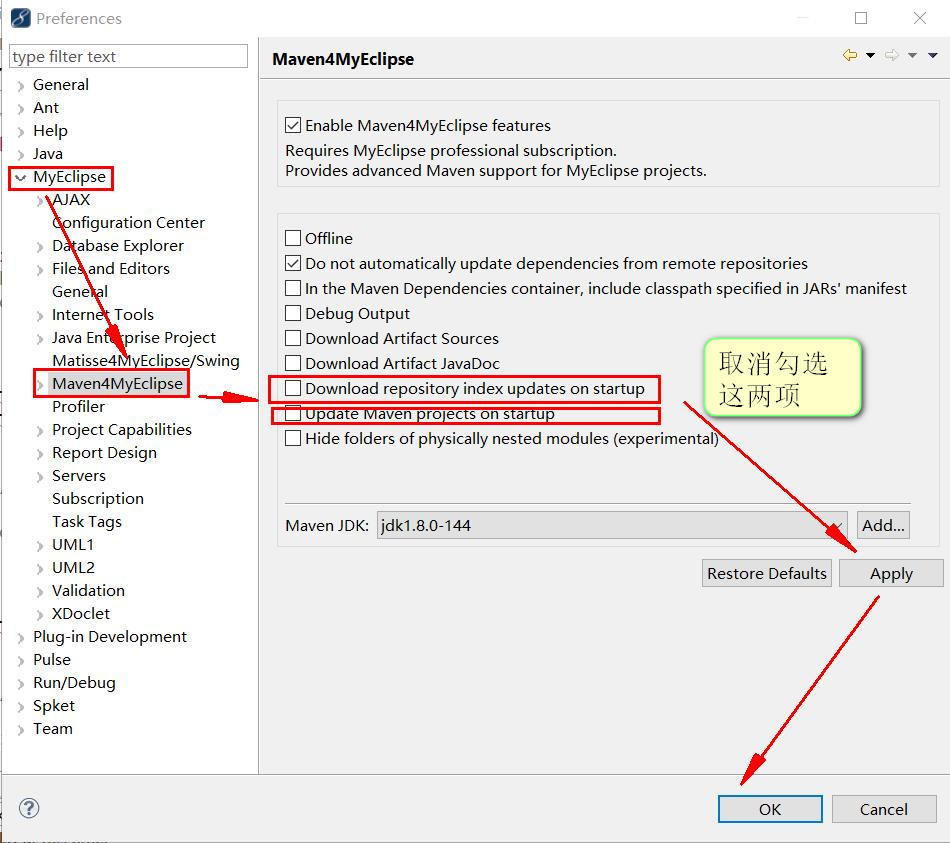 Preferences
type filter text
General
Ant
Help
Java
MyEclipse
AJAX
Configuration Center
Database Explorer
Files and Editors
General
Internet Tools
Java Enterprise Project
Matisse4MyEclipse/Swing
Maven4MyEclipse
Profiler
Project Capabilities
Report Design
Servers
Subscription
Task Tags
UML1
UML2
Validation
XDoclet
Plug-in Development
Pulse
Run/Debug
Spket
Team
Maven4MyEclipse
Enable Maven4MyEclipse features
Requires MyEclipse professional subscription.
Provides advanced Maven support for MyEclipse projects.
Offline
Do not automatically update dependencies from remote repositories
In the Maven Dependencies container, include classpath specified in JARs' manifest
Debug Output
Download Artifact Sources
Download Artifact JavaDoc
Download repository index updates on startup
Update Maven projects on startup
Hide folders of physically nested modules (experimental)
取消勾选
这两项
Maven JDK: jdk1.8.0-144 Add...
Restore Defaults Apply
OK Cancel